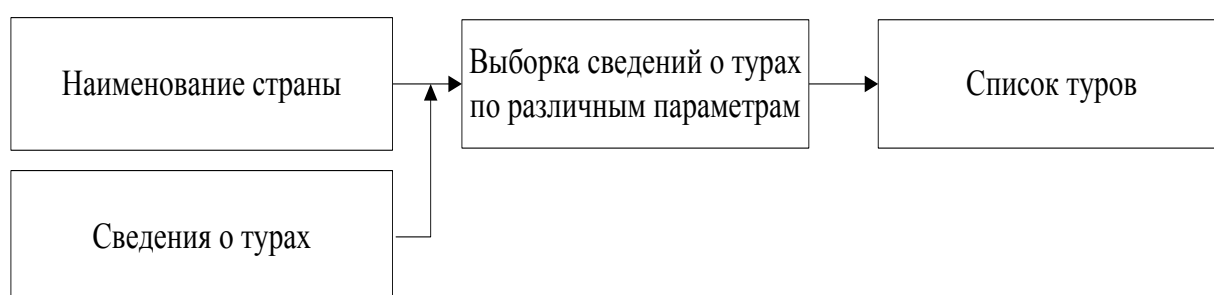 Наименование страны
Выборка сведений о турах
по различным параметрам
Список туров
Сведения о турах